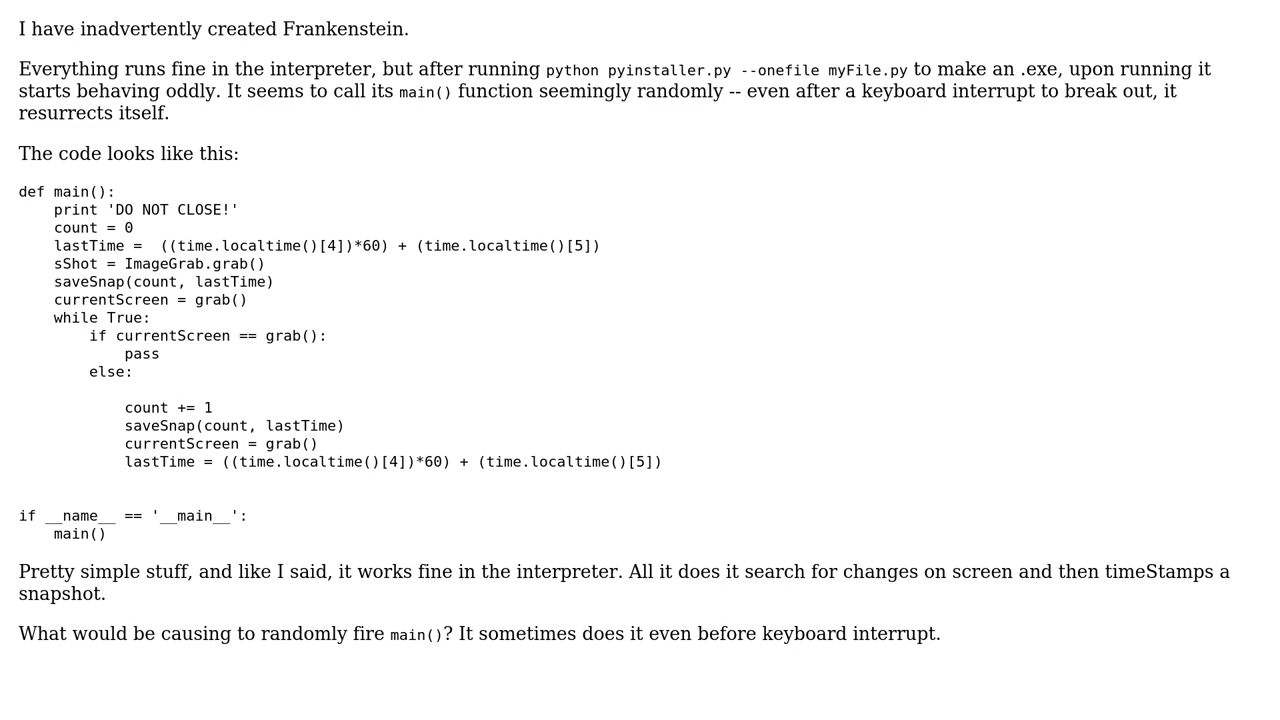 I have inadvertently created Frankenstein.
Everything runs fine in the interpreter, but after running python pyinstaller.py --onefile myFile.py to make an .exe, upon running it
starts behaving oddly. It seems to call its main() function seemingly randomly -- even after a keyboard interrupt to break out, it
resurrects itself.
The code looks like this:
def main():
    print 'DO NOT CLOSE!'
    count = 0
    lastTime =  ((time.localtime()[4])*60) + (time.localtime()[5])
    sShot = ImageGrab.grab()
    saveSnap(count, lastTime)
    currentScreen = grab()
    while True:
        if currentScreen == grab():
            pass
        else:

            count += 1
            saveSnap(count, lastTime)
            currentScreen = grab()
            lastTime = ((time.localtime()[4])*60) + (time.localtime()[5])


if __name__ == '__main__':
    main()
Pretty simple stuff, and like I said, it works fine in the interpreter. All it does it search for changes on screen and then timeStamps a
snapshot.
What would be causing to randomly fire main()? It sometimes does it even before keyboard interrupt.